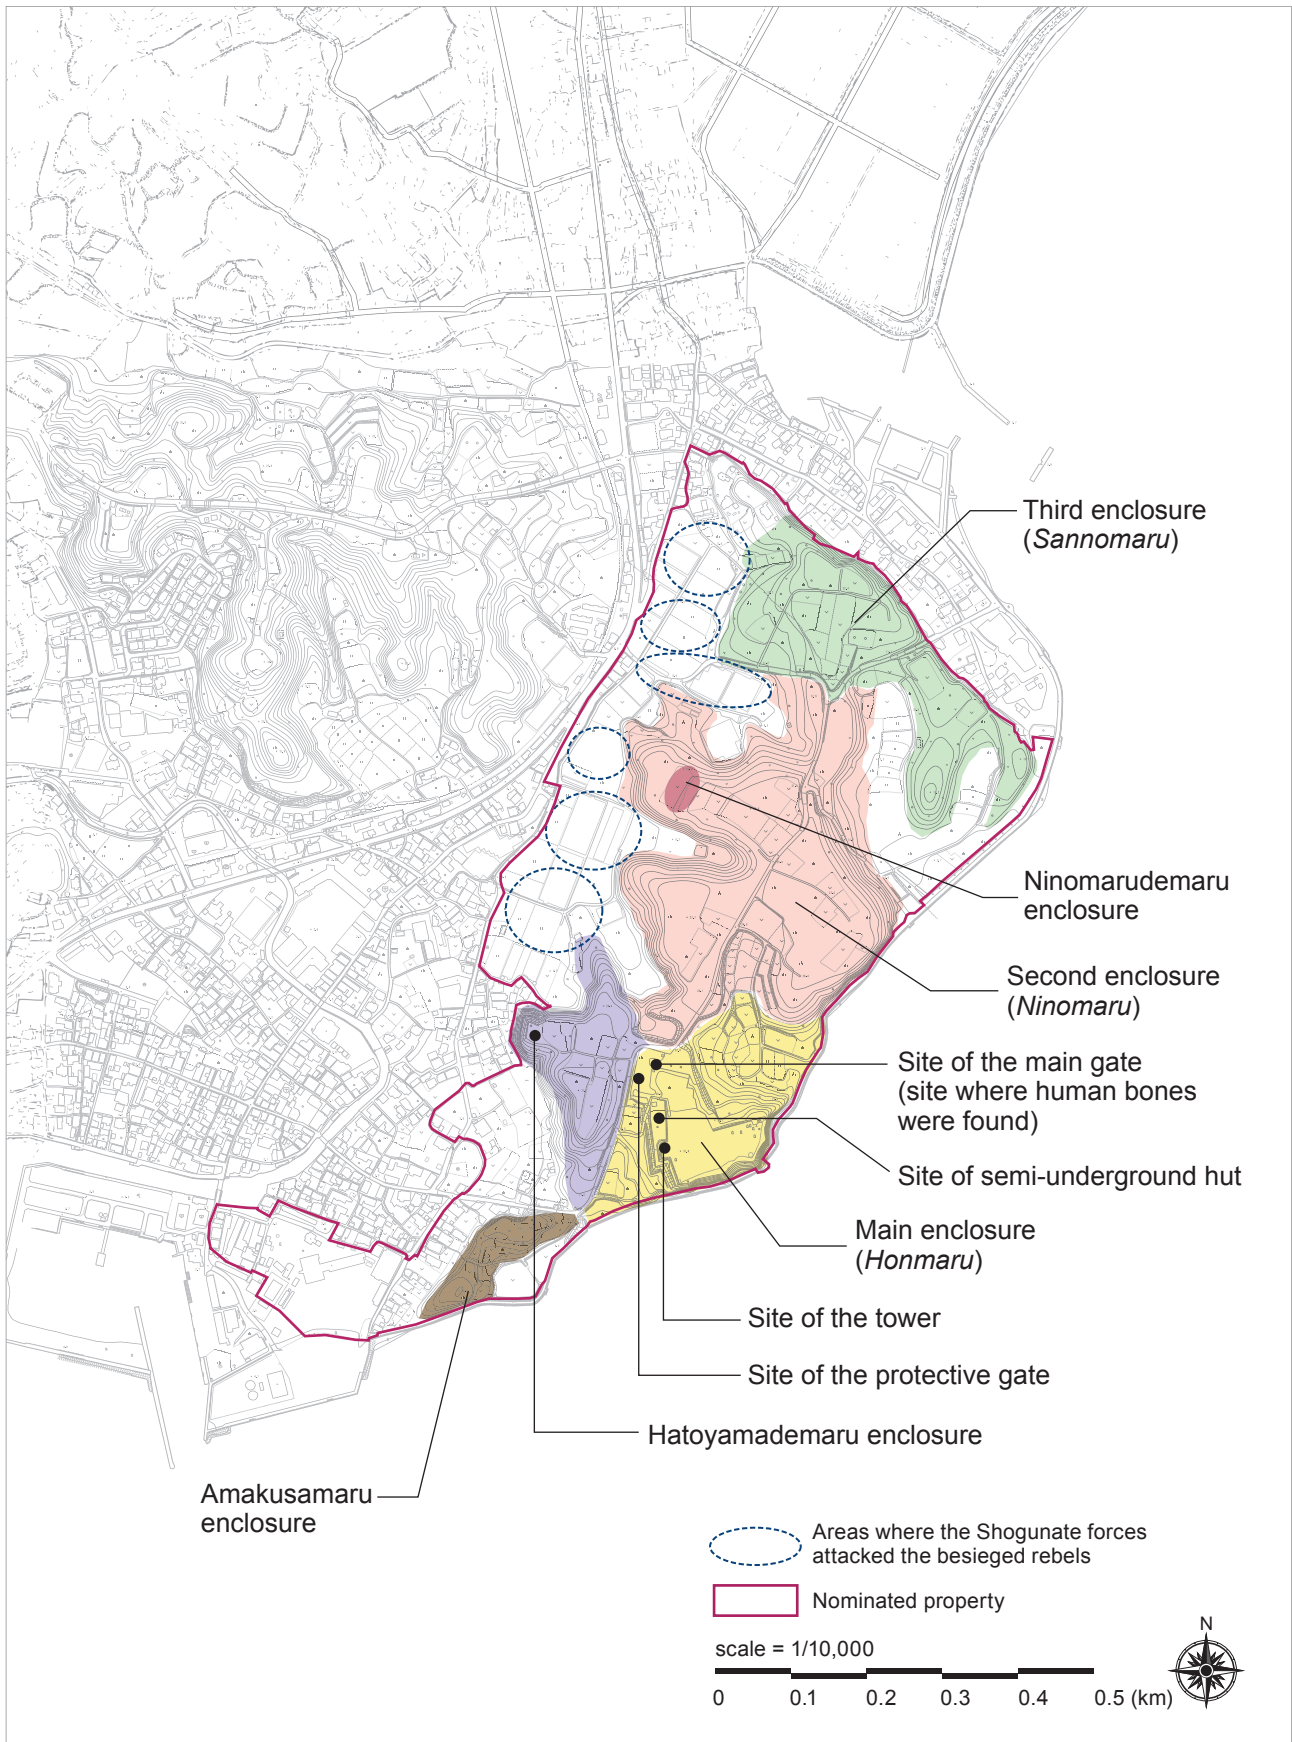 Third enclosure
(Sannomaru)
Ninomarudemaru
enclosure
Second enclosure
(Ninomaru)
Site of the main gate
(site where human bones
were found)
Site of semi-underground hut
Main enclosure
(Honmaru)
Site of the tower
Site of the protective gate
Hatoyamademaru enclosure
Amakusamaru
enclosure
Areas where the Shogunate forces
attacked the besieged rebels
Nominated property
N
scale = 1/10,000
0 0.1 0.2 0.3 0.4 0.5 (km)